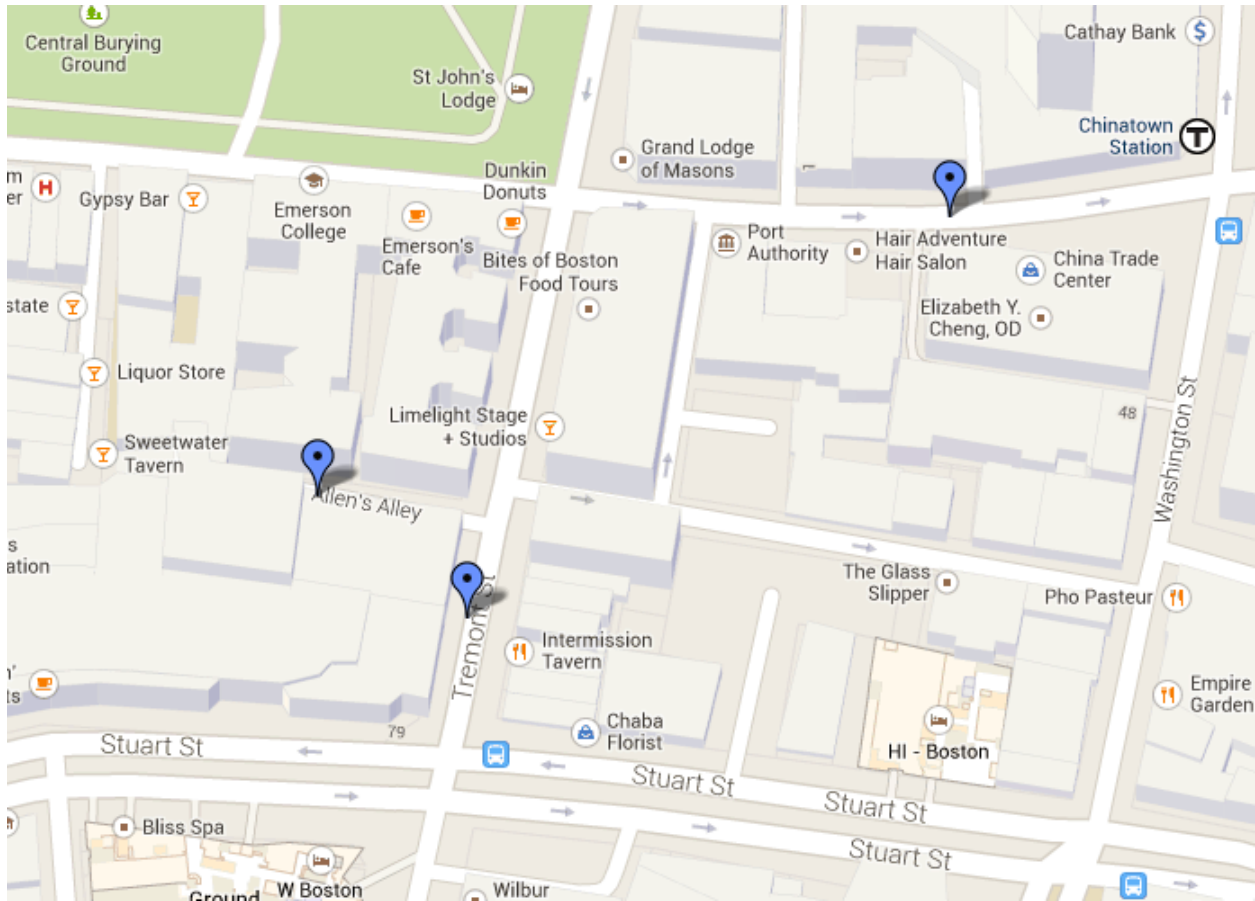 Central Burying
Ground
St John's
Lodge
Cathay Bank
$
Chinatown
Station
T
Grand Lodge
of Masons
1
Dunkin
Donuts
H
Gypsy Bar
Emerson
College
Emerson's
Cafe
Bites of Boston
Food Tours
Port
Authority
Hair Adventure
Hair Salon
China Trade
Center
Elizabeth Y.
Cheng, OD
state
Liquor Store
Limelight Stage
+ Studios
48
Sweetwater
Tavern
Allen's Alley
Washington St
ation
The Glass
Slipper
Pho Pasteur
Tremont St
Intermission
Tavern
Empire
Garden
Chaba
Florist
79
HI - Boston
Stuart St
Stuart St
Stuart St
Stuart St
Bliss Spa
W Boston
Ground
Wilbur